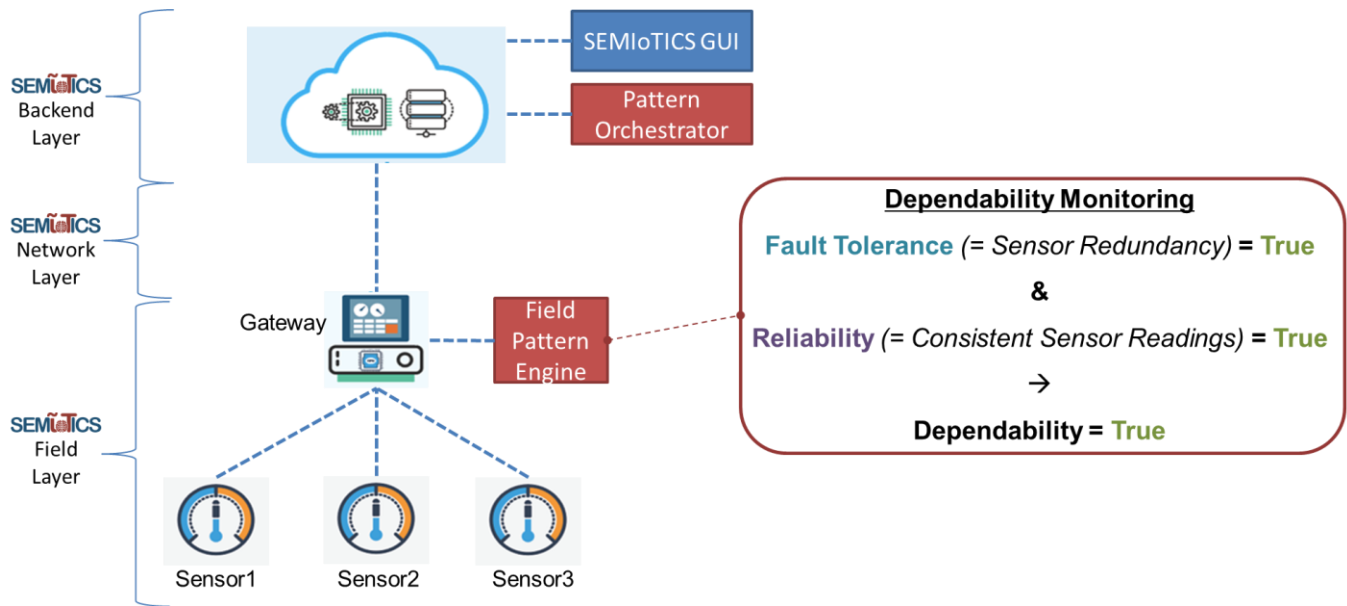 SEMIoTICS
Backend
Layer
SEMIoTICS GUI
Pattern
Orchestrator
SEMIoTICS
Network
Layer
Dependability Monitoring
Fault Tolerance (= Sensor Redundancy) = True
&
Reliability (= Consistent Sensor Readings) = True
→
Dependability = True
Gateway
Field
Pattern
Engine
SEMIoTICS
Field
Layer
Sensor1
Sensor2
Sensor3